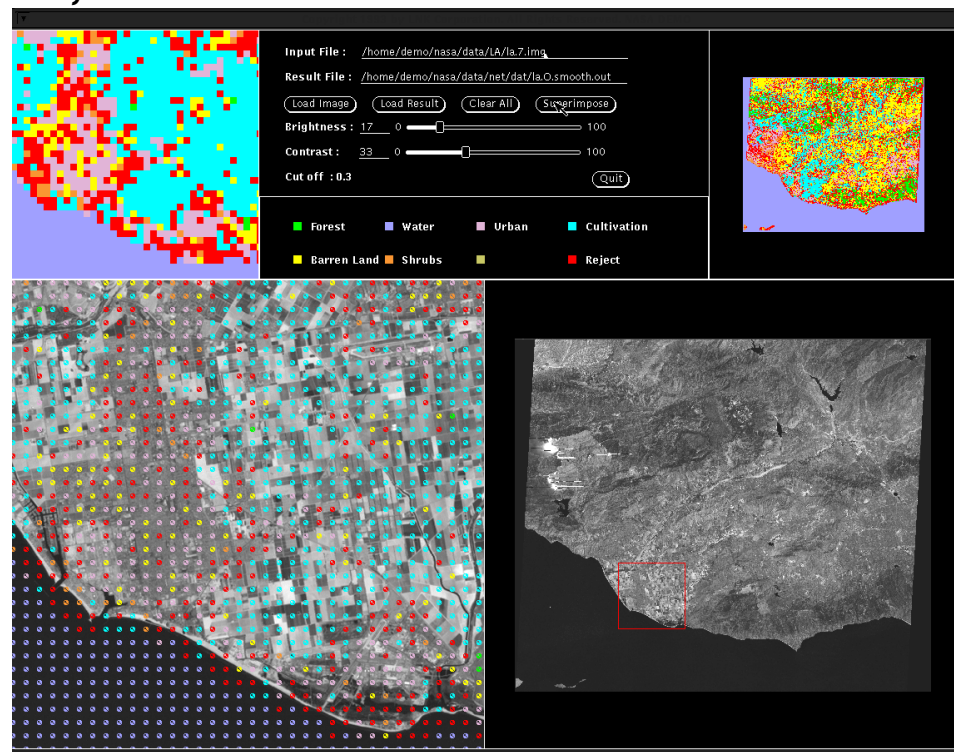 Input File : /home/demo/nasa/data/LA/la.7.img
Result File : /home/demo/nasa/data/net/dat/la.O.smooth.out
Load Image Load Result Clear All Superimpose
Brightness : 17 0 100
Contrast : 33 0 100
Cut off : 0.3 Quit
Forest Water Urban Cultivation
Barren Land Shrubs Reject